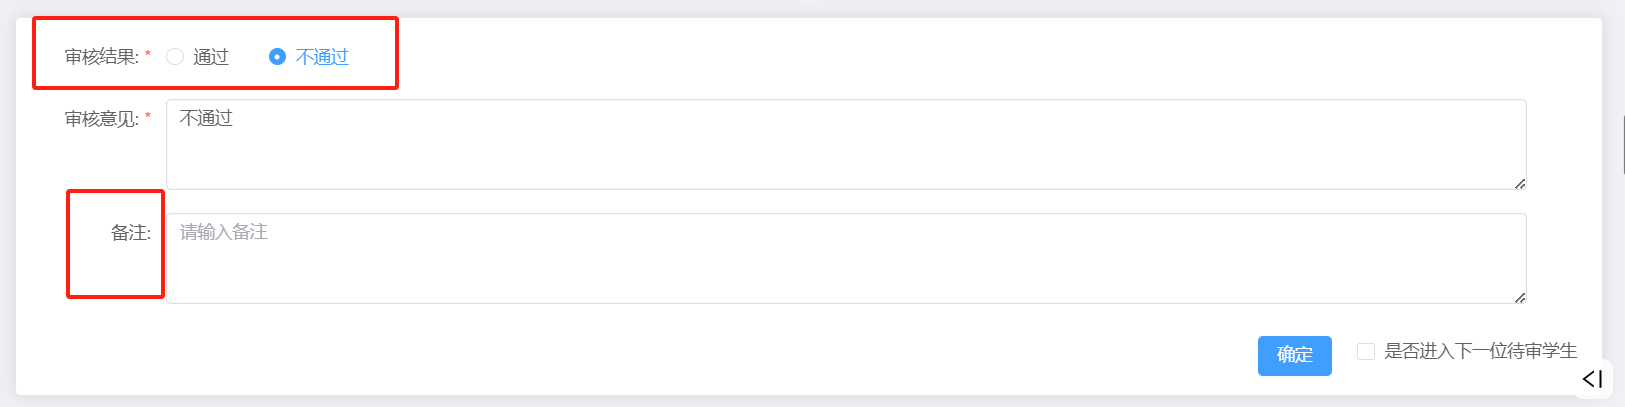 审核结果: * 通过 不通过
审核意见: * 不通过
备注: 请输入备注
确定 是否进入下一位待审学生